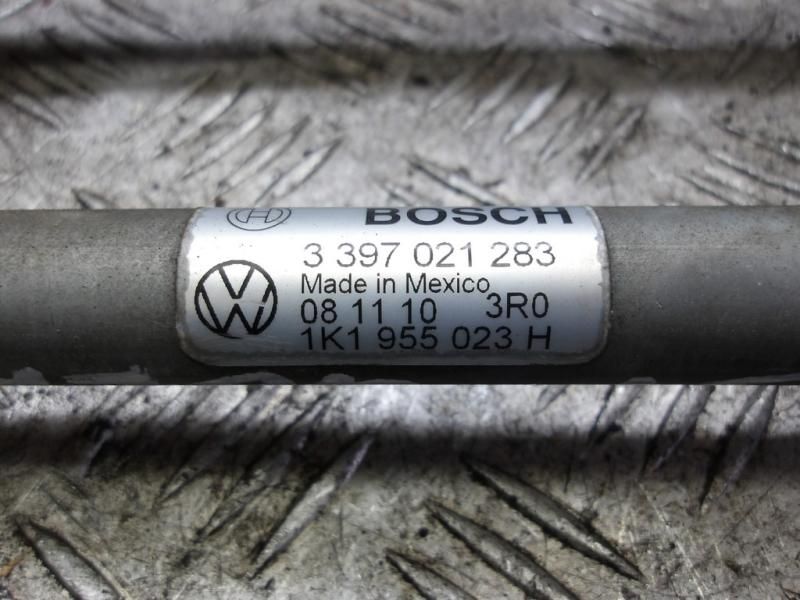 BOSCH
3 397 021 283
Made in Mexico
08 11 10 3R0
1K1 955 023 H